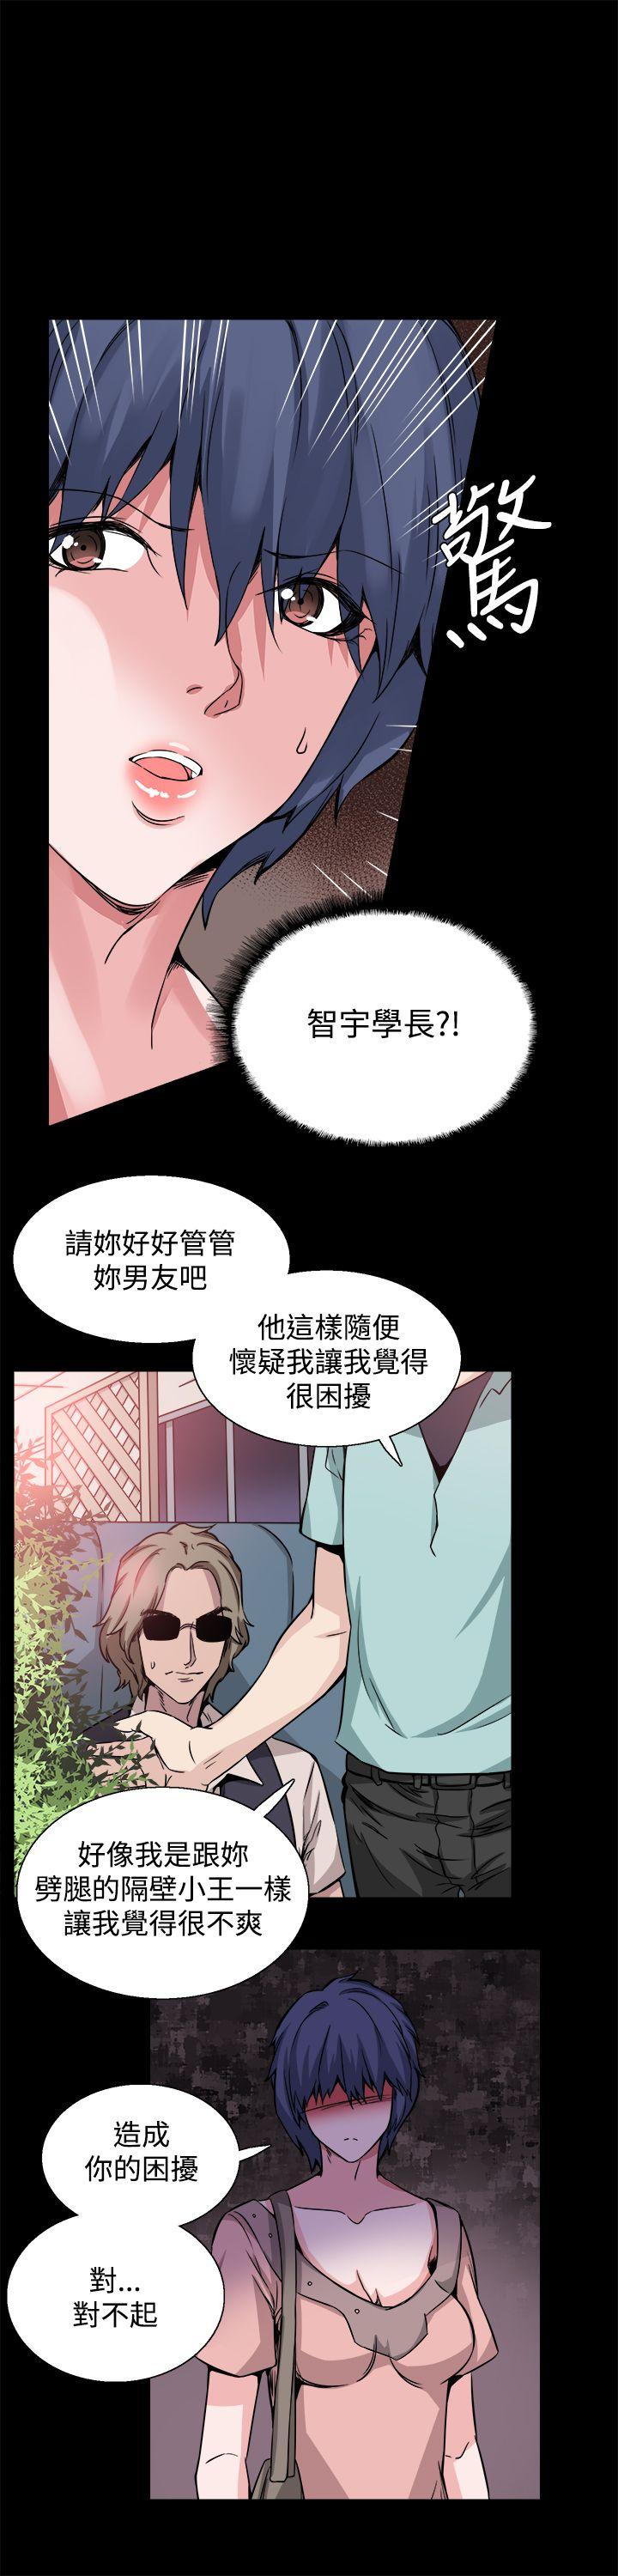 驚
智宇學長?!
請妳好好管管
妳男友吧
他這樣隨便
懷疑我讓我覺得
很困擾
好像我是跟妳
劈腿的隔壁小王一樣
讓我覺得很不爽
造成
你的困擾
對...
對不起